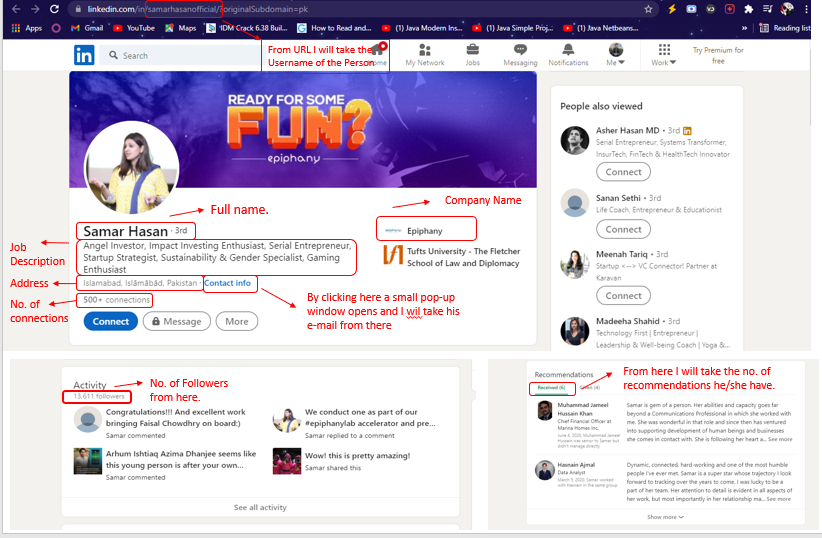 linkedin.com/in/samarhasanofficial/?originalSubdomain=pk
Apps
Gmail
YouTube
Maps
!IDM Crack 6.38 Buil...
How to Read and...
(1) Java Modern Ins...
(1) Java Simple Proj...
(1) Java Netbeans...
»
Reading list
in
Search
From URL I will take the
Username of the Person
Home
My Network
Jobs
Messaging
Notifications
Me
Work
Try Premium for
free
READY FOR SOME
FUN?
epiphany
People also viewed
Asher Hasan MD • 3rd in
Serial Entrepreneur, Systems Transformer,
InsurTech, FinTech & HealthTech Innovator
Connect
Sanan Sethi • 3rd
Life Coach, Entrepreneur & Educationist
Connect
Meenah Tariq • 3rd
Startup <--> VC Connector! Partner at
Karavan
Connect
Madeeha Shahid • 3rd
Technology First | Entrepreneur |
Leadership & Well-being Coach | Yoga &...
Full name.
Company Name
Samar Hasan · 3rd
Epiphany
Job
Description
Angel Investor, Impact Investing Enthusiast, Serial Entrepreneur,
Startup Strategist, Sustainability & Gender Specialist, Gaming
Enthusiast
Tufts University - The Fletcher
School of Law and Diplomacy
Address
Islamabad, Islāmābād, Pakistan · Contact info
No. of
connections
500+ connections
By clicking here a small pop-up
window opens and I wil take his
e-mail from there
Connect
Message
More
Activity
13,611 followers
No. of Followers
from here.
Congratulations!!! And excellent work
bringing Faisal Chowdhry on board:)
Samar commented
We conduct one as part of our
#epiphanylab accelerator and pre...
Samar replied to a comment
Arhum Ishtiaq Azima Dhanjee seems like
this young person is after your own...
Samar commented
Wow! this is pretty amazing!
Samar shared this
See all activity
Recommendations
Received (6)
Given (4)
From here I will take the no. of
recommendations he/she have.
Muhammad Jameel
Hussain Khan
Chief Financial Officer at
Marina Homes Inc.
June 6, 2020, Muhammad Jameel
Hussain was senior to Samar but
didn't manage directly
Samar is gem of a person. Her abilities and capacity goes far
beyond a Communications Professional in which she worked with
me. She was wonderful in that role and since then has ventured
into supporting development of human beings and businesses
she comes in contact with. She is following her heart a... See more
Hasnain Ajmal
Data Analyst
March 5, 2020, Samar worked
with Hasnain in the same group
Dynamic, connected, hard-working and one of the most humble
people I've ever met. Samar is a super star whose trajectory I look
forward to tracking over the years to come. I was lucky to be a
part of her team. Her attention to detail is evident in all aspects of
her work, but most importantly in her relationship ma... See more
Show more